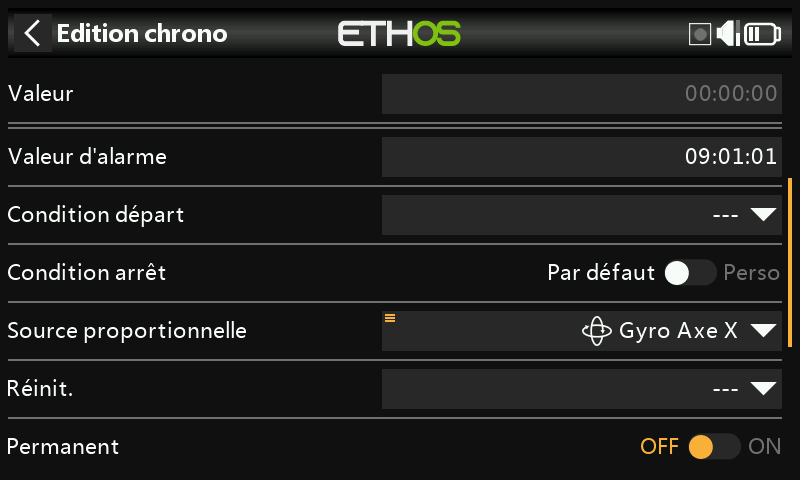 Edition chrono
ETHOS
Valeur 00:00:00
Valeur d'alarme 09:01:01
Condition départ ---
Condition arrêt Par défaut Perso
Source proportionnelle Gyro Axe X
Réinit. ---
Permanent OFF ON